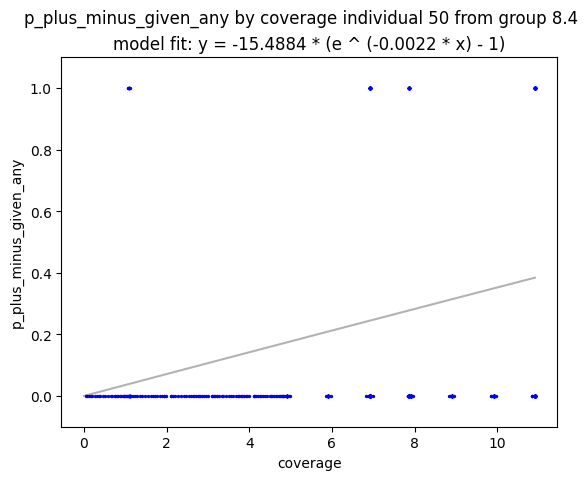 p_plus_minus_given_any by coverage individual 50 from group 8.4
model fit: y = -15.4884 * (e ^ (-0.0022 * x) - 1)
1.0
0.8
0.6
0.4
0.2
0.0
p_plus_minus_given_any
0 2 4 6 8 10
coverage